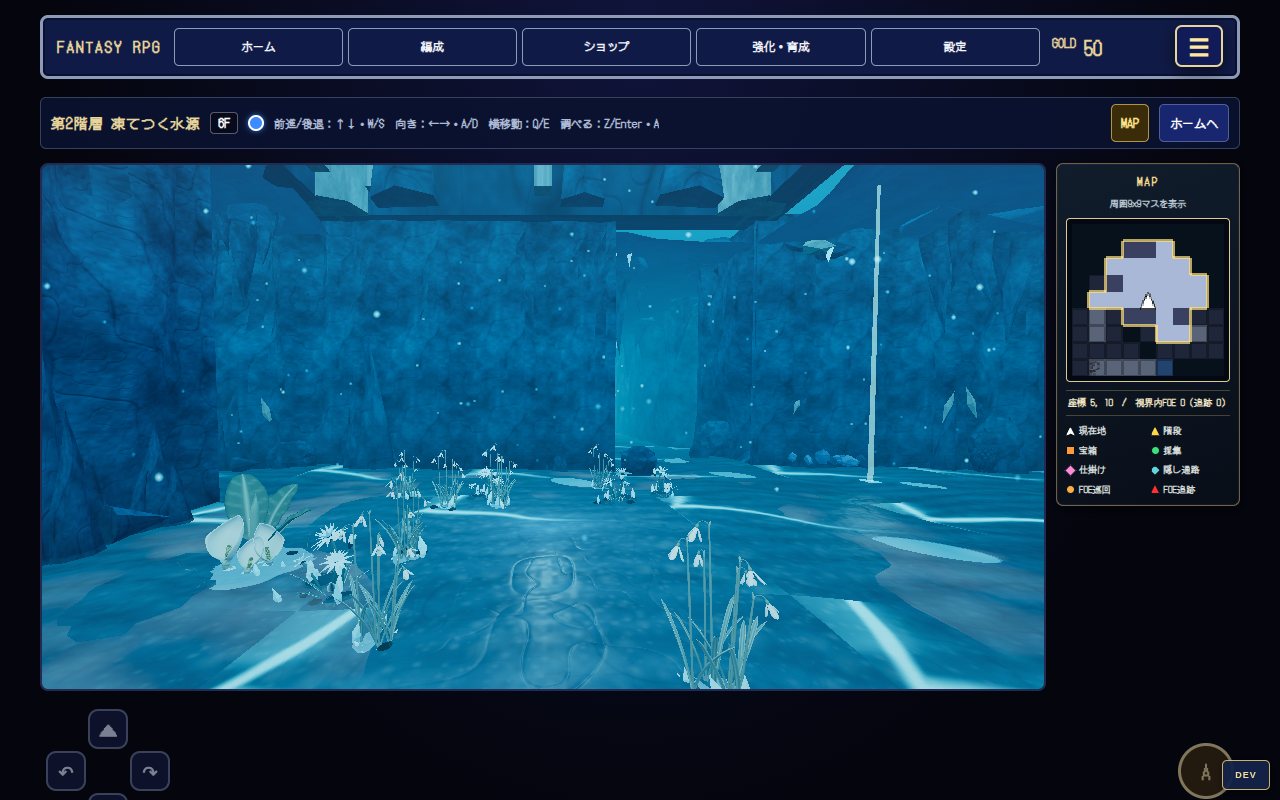 FANTASY RPG
ホーム
編成
ショップ
強化・育成
設定
GOLD 50
第2階層 凍てつく水源
6F
前進/後退：↑↓・W/S 向き：←→・A/D 横移動：Q/E 調べる：Z/Enter・A
MAP
ホームへ
MAP
周囲9x9マスを表示
座標 5, 10 / 視界内FOE 0（追跡 0）
現在地
階段
宝箱
採集
仕掛け
隠し通路
FOE巡回
FOE追跡
A
DEV